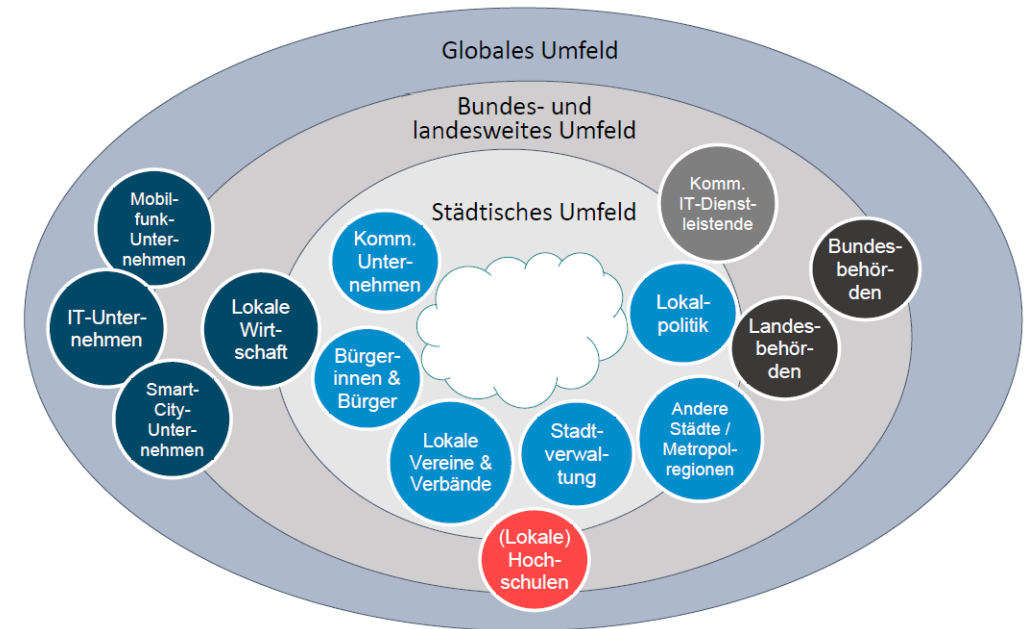 Globales Umfeld
Bundes- und
landesweites Umfeld
Städtisches Umfeld
Mobil-
funk-
Unter-
nehmen
IT-Unter-
nehmen
Smart-
City-
Unter-
nehmen
Lokale
Wirt-
schaft
Komm.
Unter-
nehmen
Bürger-
innen &
Bürger
Lokale
Vereine &
Verbände
Stadt-
verwal-
tung
(Lokale)
Hoch-
schulen
Andere
Städte /
Metropol-
regionen
Lokal-
politik
Komm.
IT-Dienst-
leistende
Landes-
behör-
den
Bundes-
behör-
den